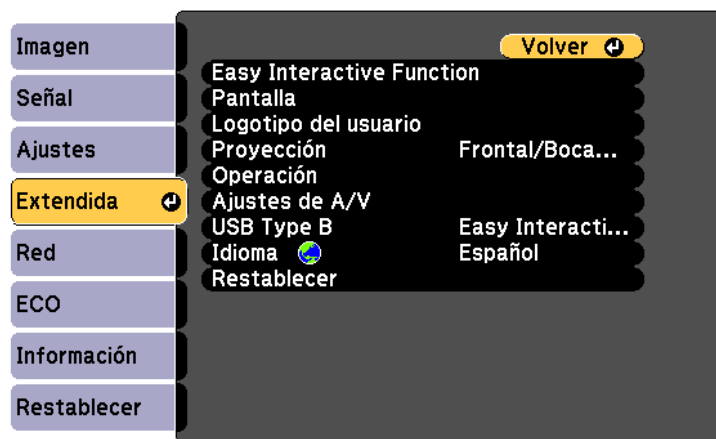 Imagen
Señal
Ajustes
Extendida
Red
ECO
Información
Restablecer
Volver
Easy Interactive Function
Pantalla
Logotipo del usuario
Proyección Frontal/Boca...
Operación
Ajustes de A/V
USB Type B Easy Interacti...
Idioma Español
Restablecer